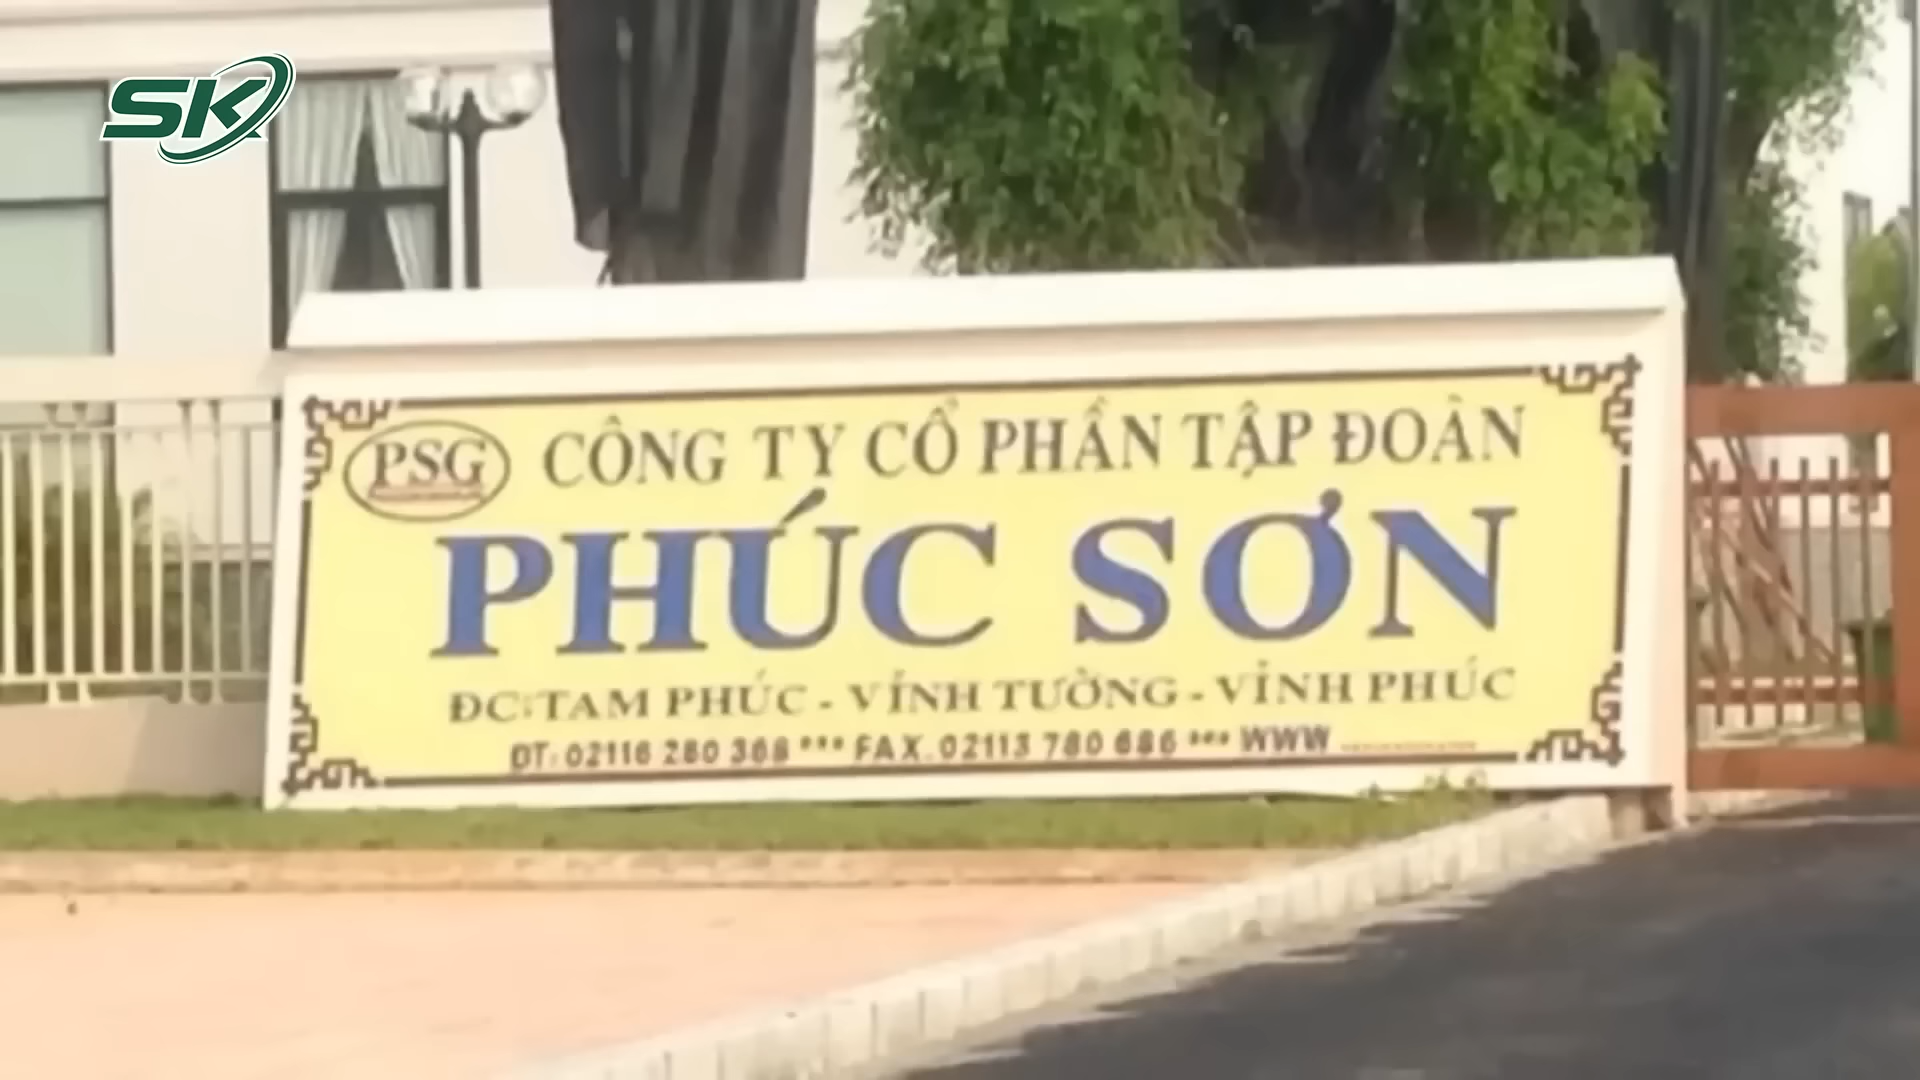 SK
PSG
CÔNG TY CỔ PHẦN TẬP ĐOÀN
PHÚC SƠN
ĐC:TAM PHÚC - VĨNH TƯỜNG - VĨNH PHÚC
ĐT: 02116 280 368 *** FAX. 02113 780 686 *** WWW